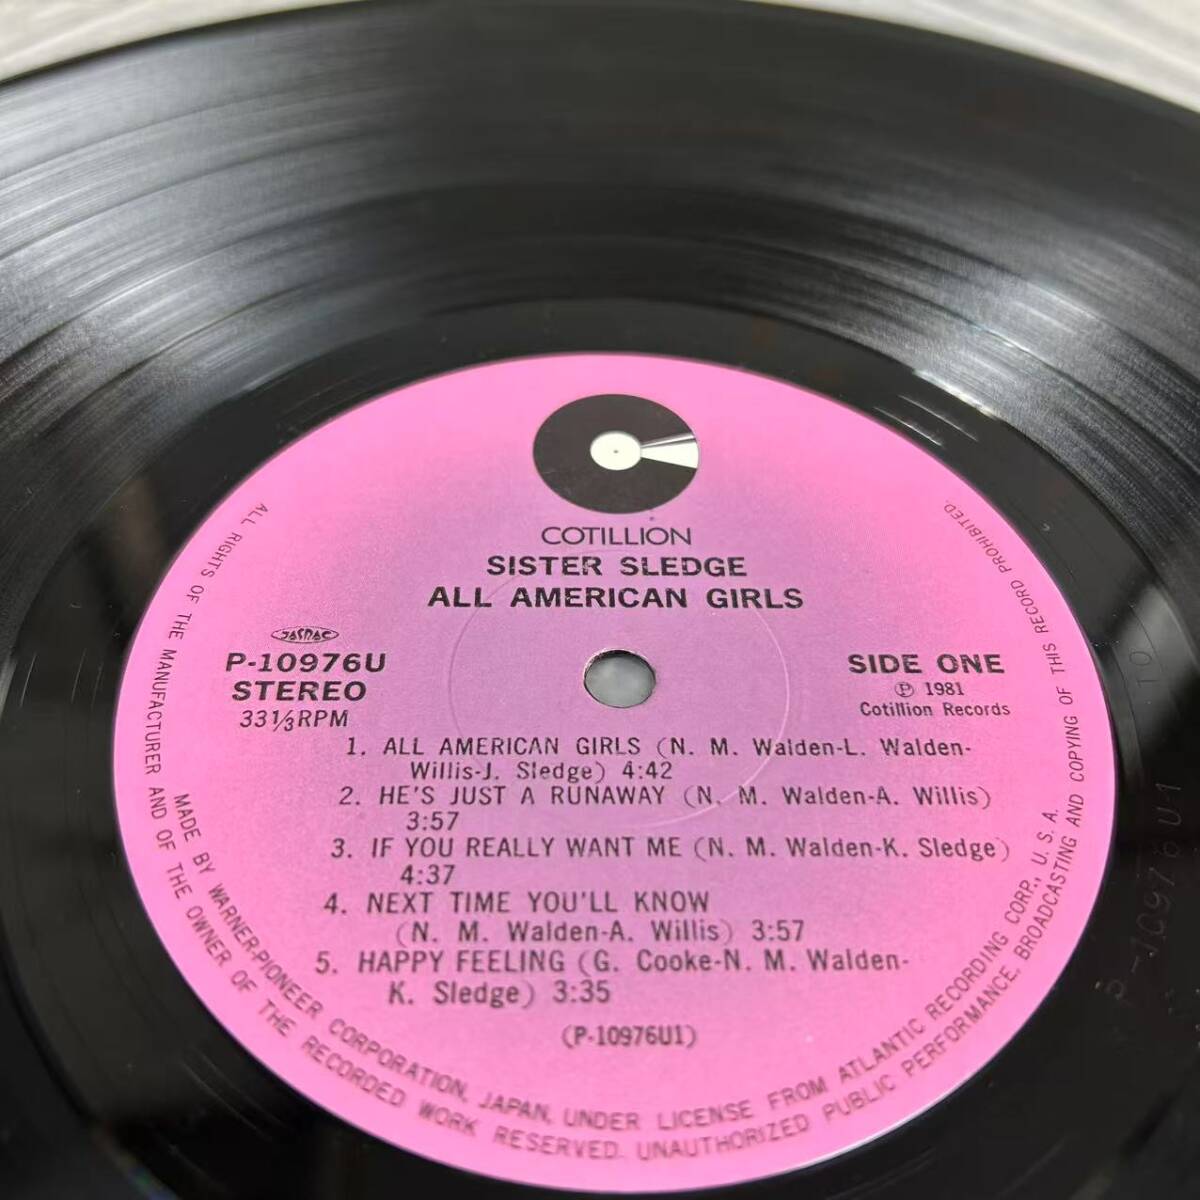 COTILLION
SISTER SLEDGE
ALL AMERICAN GIRLS
JASRAC
P-10976U
STEREO
33⅓RPM
SIDE ONE
Ⓟ 1981
Cotillion Records
1. ALL AMERICAN GIRLS (N. M. Walden-L. Walden-
Willis-J. Sledge) 4:42
2. HE'S JUST A RUNAWAY (N. M. Walden-A. Willis)
3:57
3. IF YOU REALLY WANT ME (N. M. Walden-K. Sledge)
4:37
4. NEXT TIME YOU'LL KNOW
(N. M. Walden-A. Willis) 3:57
5. HAPPY FEELING (G. Cooke-N. M. Walden-
K. Sledge) 3:35
(P-10976U1)
MADE BY WARNER-PIONEER CORPORATION, JAPAN, UNDER LICENSE FROM ATLANTIC RECORDING CORP., U. S. A.
ALL RIGHTS OF THE MANUFACTURER AND OF THE OWNER OF THE RECORDED WORK RESERVED. UNAUTHORIZED PUBLIC PERFORMANCE, BROADCASTING AND COPYING OF THIS RECORD PROHIBITED.
P-10976U1